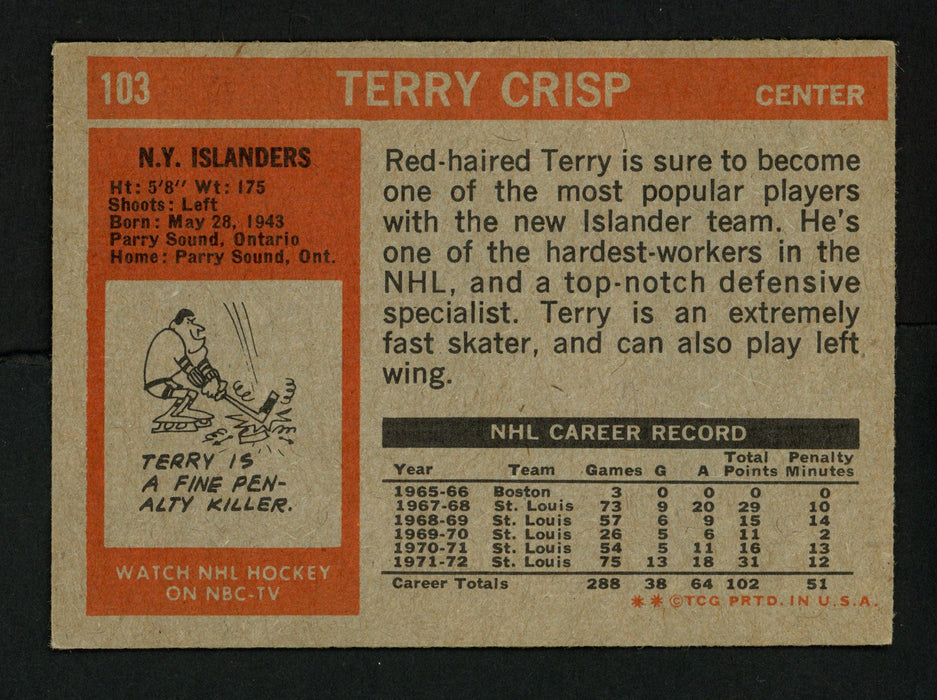 103 TERRY CRISP CENTER
N.Y. ISLANDERS
Ht: 5'8" Wt: 175
Shoots: Left
Born: May 28, 1943
Parry Sound, Ontario
Home: Parry Sound, Ont.
TERRY IS
A FINE PEN-
ALTY KILLER.
WATCH NHL HOCKEY
ON NBC-TV
Red-haired Terry is sure to become
one of the most popular players
with the new Islander team. He's
one of the hardest-workers in the
NHL, and a top-notch defensive
specialist. Terry is an extremely
fast skater, and can also play left
wing.
NHL CAREER RECORD
Year Team Games G A Total Points Penalty Minutes
1965-66 Boston 3 0 0 0 0
1967-68 St. Louis 73 9 20 29 10
1968-69 St. Louis 57 6 9 15 14
1969-70 St. Louis 26 5 6 11 2
1970-71 St. Louis 54 5 11 16 13
1971-72 St. Louis 75 13 18 31 12
Career Totals 288 38 64 102 51
** ©TCG PRTD. IN U.S.A.